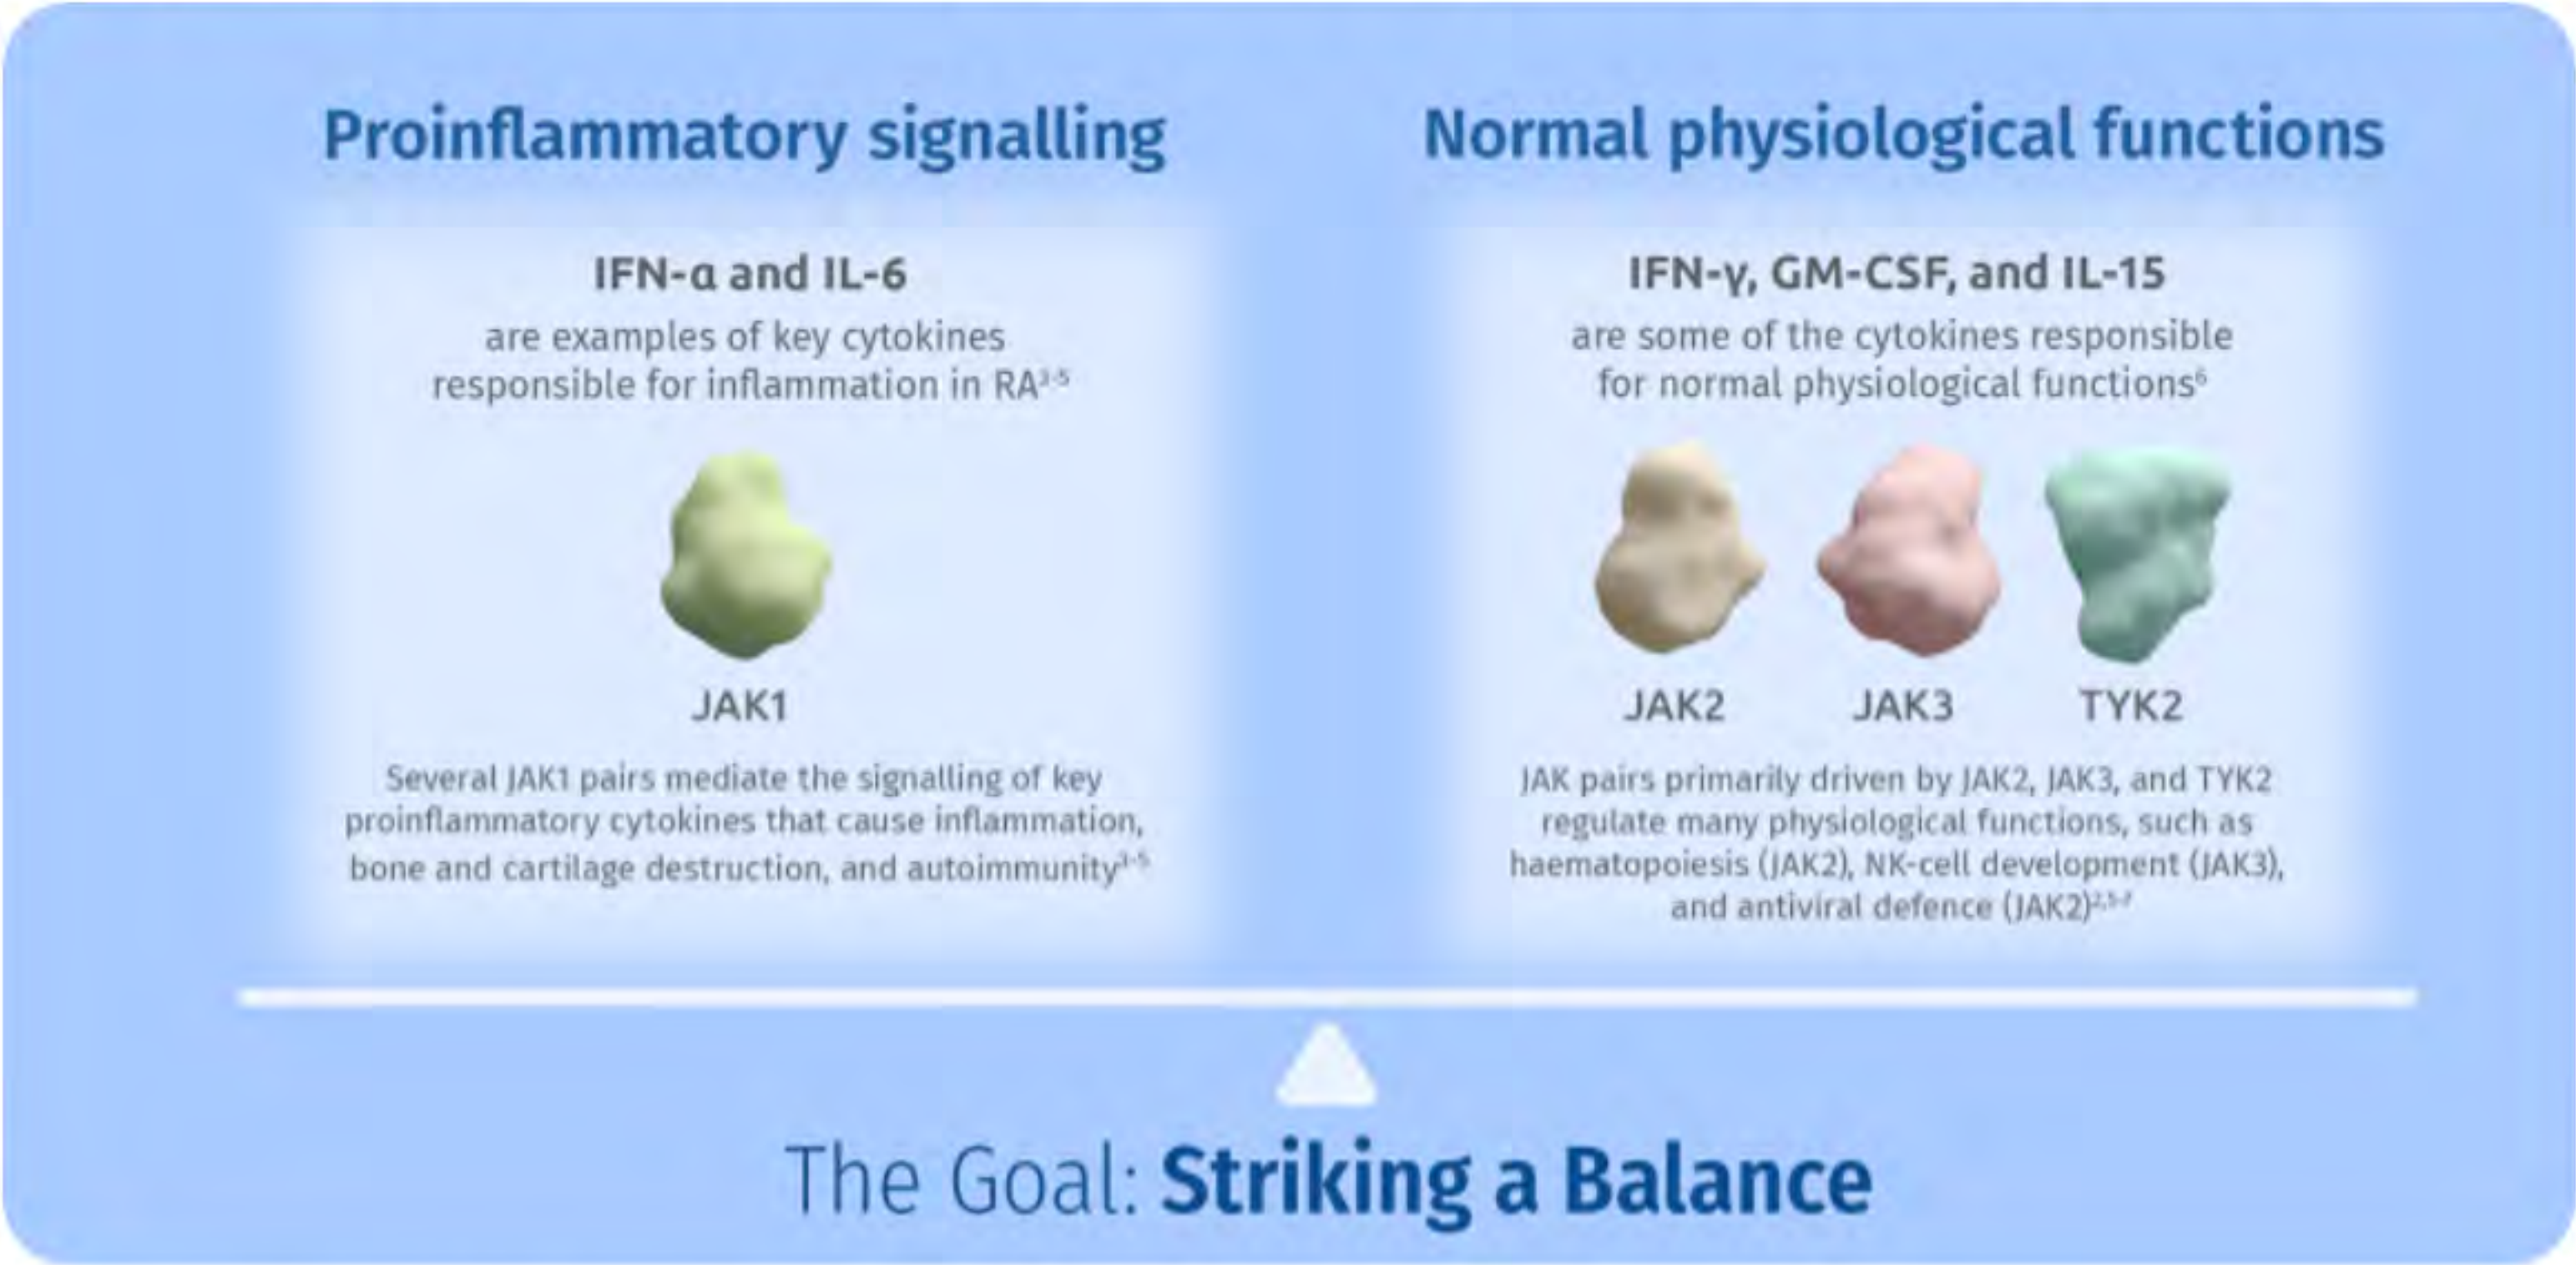 Proinflammatory signalling
IFN-α and IL-6
are examples of key cytokines
responsible for inflammation in RA³⁻⁵
JAK1
Several JAK1 pairs mediate the signalling of key
proinflammatory cytokines that cause inflammation,
bone and cartilage destruction, and autoimmunity³⁻⁵
Normal physiological functions
IFN-γ, GM-CSF, and IL-15
are some of the cytokines responsible
for normal physiological functions⁶
JAK2 JAK3 TYK2
JAK pairs primarily driven by JAK2, JAK3, and TYK2
regulate many physiological functions, such as
haematopoiesis (JAK2), NK-cell development (JAK3),
and antiviral defence (JAK2)²,⁵⁻⁷
The Goal: Striking a Balance